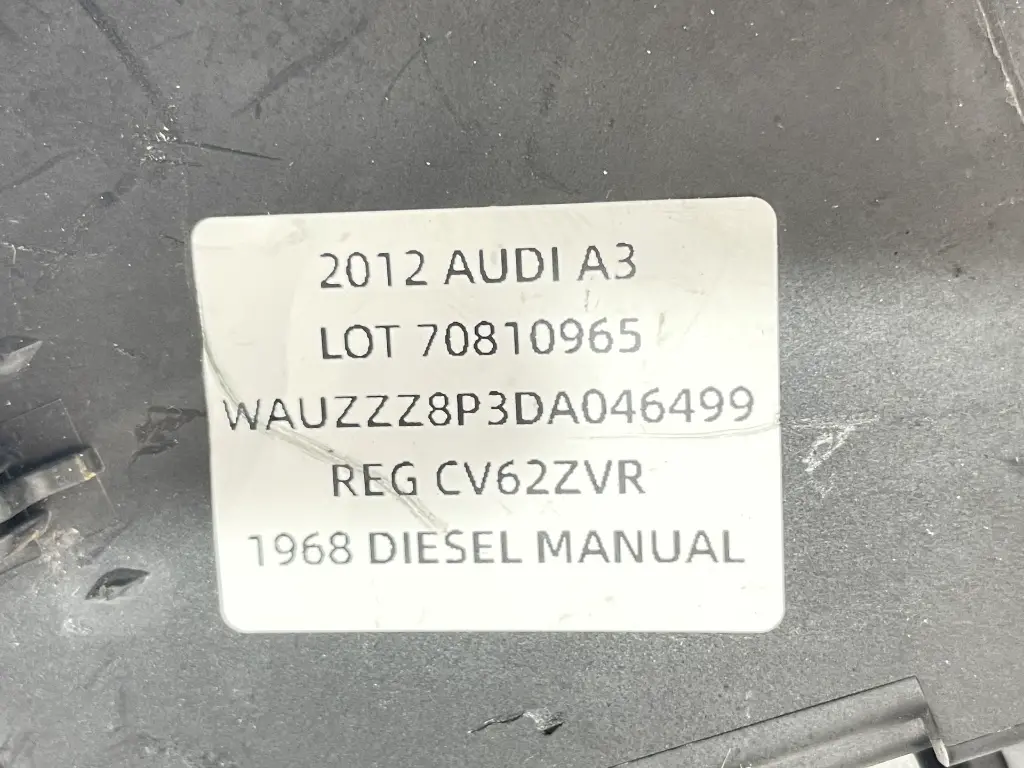 2012 AUDI A3
LOT 70810965
WAUZZZ8P3DA046499
REG CV62ZVR
1968 DIESEL MANUAL